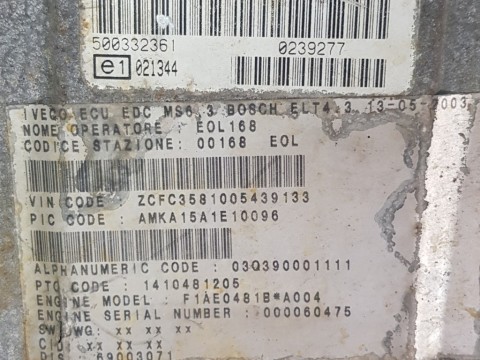 500332361 0239277
e1 021344
IVECO ECU EDC MS6.3 BOSCH ELT4.3 13-05-2003
NOME OPERATORE: EOL168
CODICE STAZIONE: 00168 EOL
VIN CODE : ZCFC3581005439133
PIC CODE : AMKA15A1E10096
ALPHANUMERIC CODE : 03Q390001111
PTO CODE : 1410481205
ENGINE MODEL: F1AE0481B*A004
ENGINE SERIAL NUMBER : 000060475
SW/WG: xx xx xx
C/DI : xx xx xx
DIS : 69003071